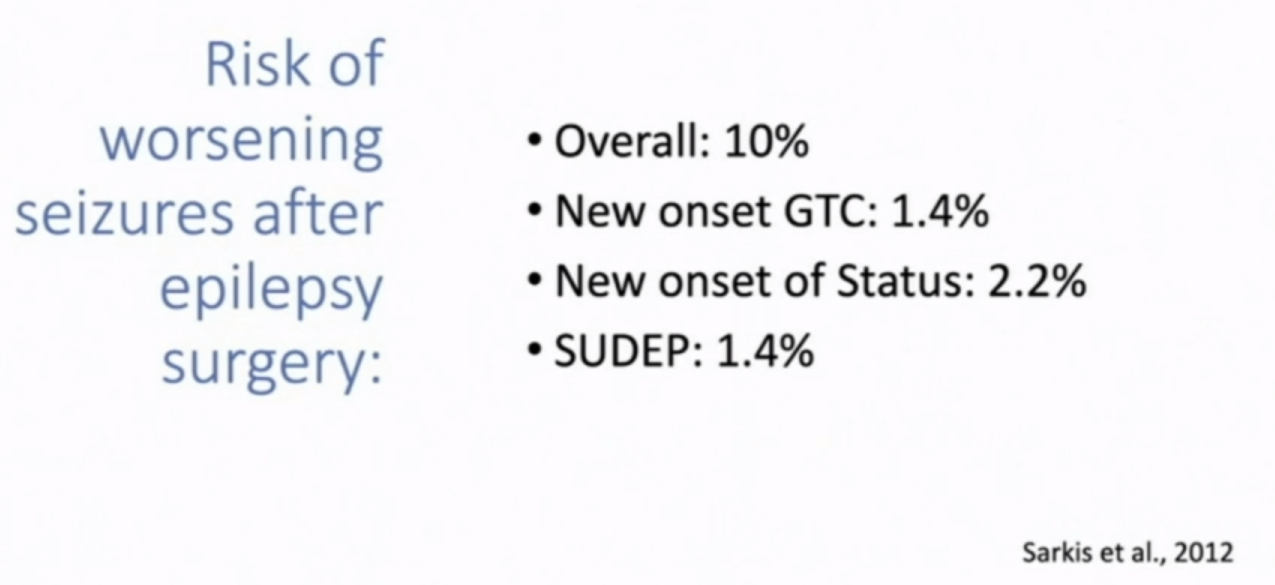 Risk of
worsening
seizures after
epilepsy
surgery:
• Overall: 10%
• New onset GTC: 1.4%
• New onset of Status: 2.2%
• SUDEP: 1.4%
Sarkis et al., 2012